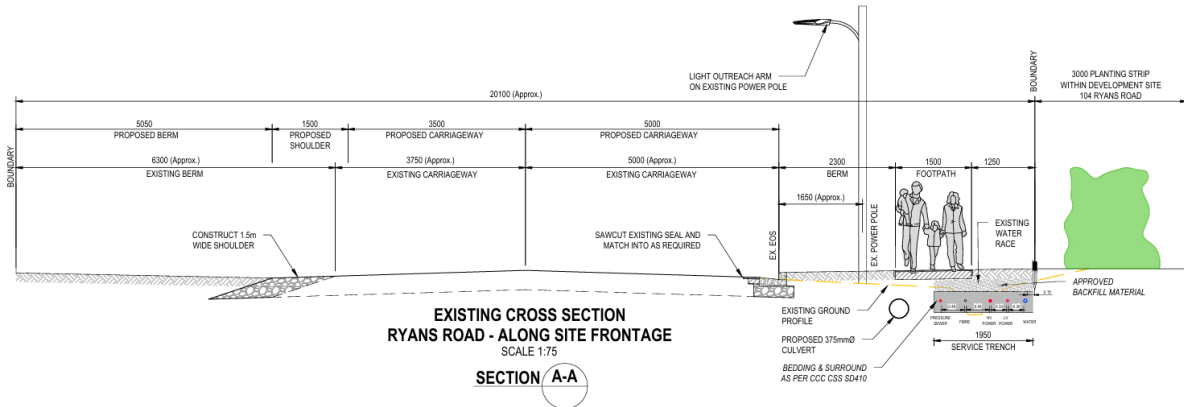 LIGHT OUTREACH ARM
ON EXISTING POWER POLE
BOUNDARY
3000 PLANTING STRIP
WITHIN DEVELOPMENT SITE
104 RYANS ROAD
20100 (Approx.)
5050
PROPOSED BERM
1500
PROPOSED
SHOULDER
3500
PROPOSED CARRIAGEWAY
5000
PROPOSED CARRIAGEWAY
BOUNDARY
6300 (Approx.)
EXISTING BERM
3750 (Approx.)
EXISTING CARRIAGEWAY
5000 (Approx.)
EXISTING CARRIAGEWAY
2300
BERM
1500
FOOTPATH
1250
1650 (Approx.)
CONSTRUCT 1.5m
WIDE SHOULDER
SAWCUT EXISTING SEAL AND
MATCH INTO AS REQUIRED
EX. EOS
EX. POWER POLE
EXISTING
WATER
RACE
APPROVED
BACKFILL MATERIAL
EXISTING GROUND
PROFILE
PROPOSED 375mmØ
CULVERT
BEDDING & SURROUND
AS PER CCC CSS SD410
PRESSURE
SEWER
FIBRE
HV
POWER
LV
POWER
WATER
1950
SERVICE TRENCH
EXISTING CROSS SECTION
RYANS ROAD - ALONG SITE FRONTAGE
SCALE 1:75
SECTION A-A